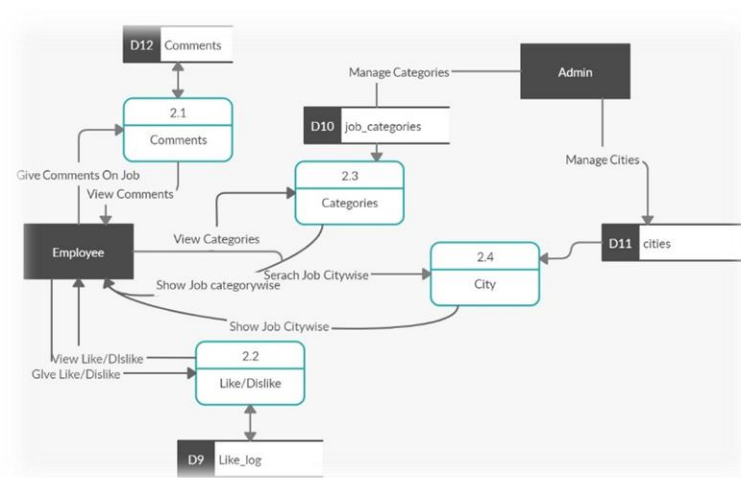 D12 Comments
Admin
Manage Categories
2.1
Comments
D10 job_categories
Manage Cities
Give Comments On Job
View Comments
2.3
Categories
Employee
View Categories
D11 cities
2.4
City
Serach Job Citywise
Show Job categorywise
Show Job Citywise
2.2
Like/Dislike
View Like/DIslike
GIve Like/Dislike
D9 Like_log